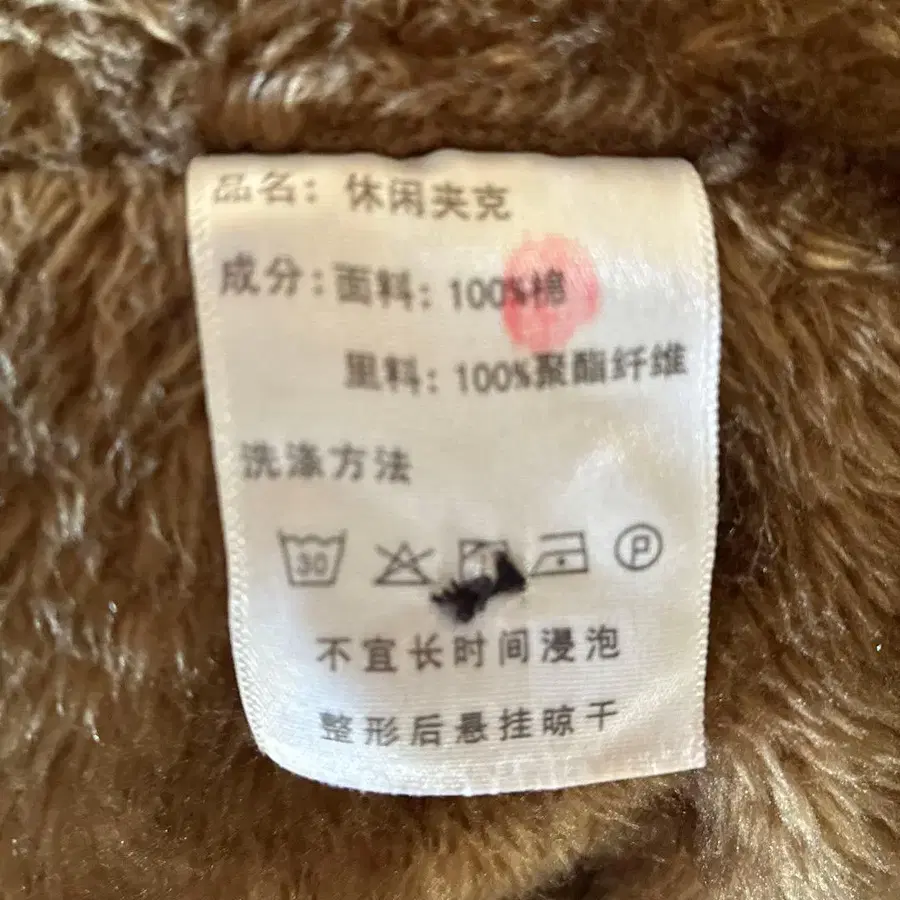 品名：休闲夹克
成分：面料：100%棉
里料：100%聚酯纤维
洗涤方法
30 P
不宜长时间浸泡
整形后悬挂晾干